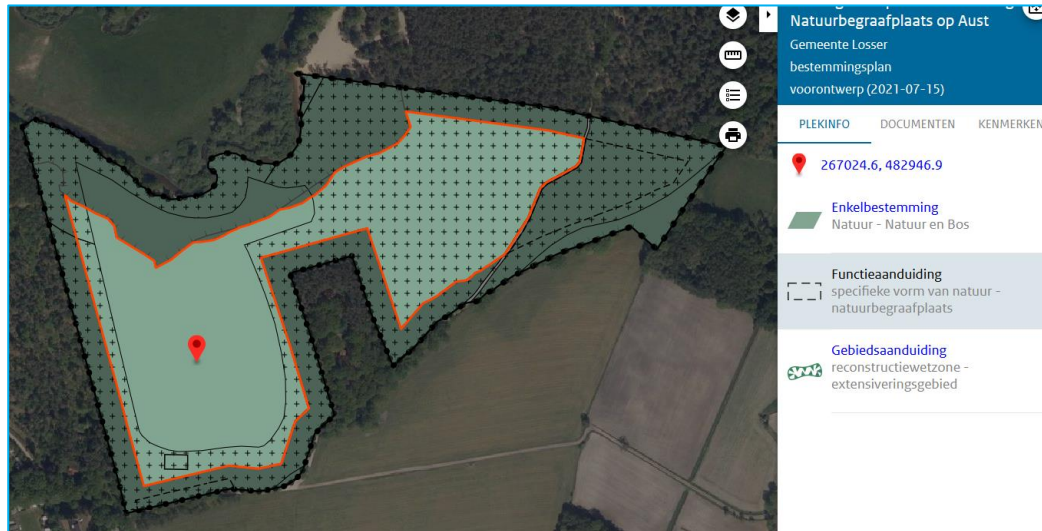 Natuurbegraafplaats op Aust
Gemeente Losser
bestemmingsplan
voorontwerp (2021-07-15)
PLEKINFO DOCUMENTEN KENMERKEN
267024.6, 482946.9
Enkelbestemming
Natuur - Natuur en Bos
Functieaanduiding
specifieke vorm van natuur -
natuurbegraafplaats
Gebiedsaanduiding
reconstructiewetzone -
extensiveringsgebied